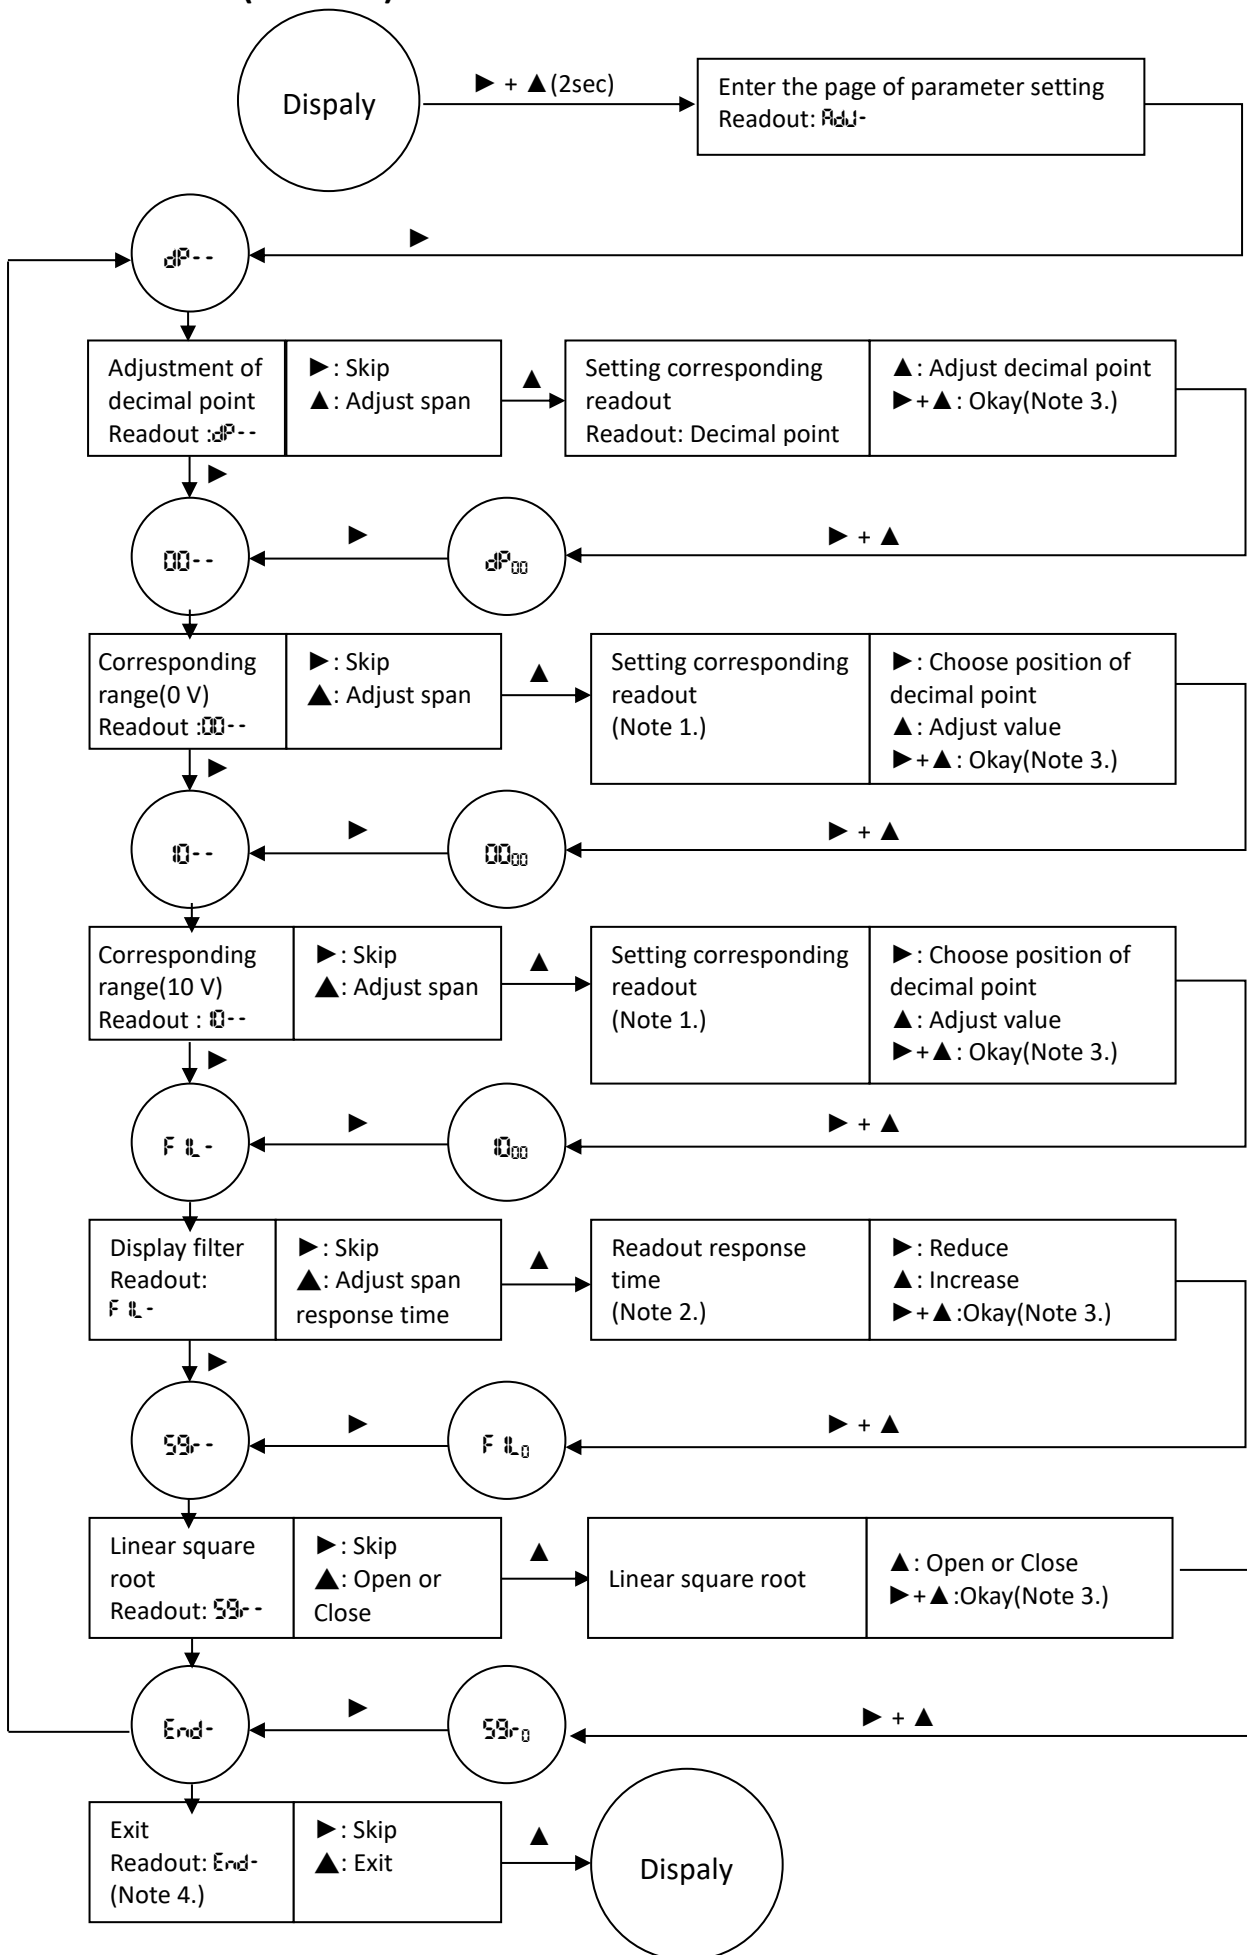 Dispaly
► + ▲(2sec)
Enter the page of parameter setting
Readout: AdJ-
►
dP--
Adjustment of
decimal point
Readout :dP--
►: Skip
▲: Adjust span
▲
Setting corresponding
readout
Readout: Decimal point
▲: Adjust decimal point
►+▲: Okay(Note 3.)
►
00--
►
dP00
► + ▲
Corresponding
range(0 V)
Readout :00--
►: Skip
▲: Adjust span
▲
Setting corresponding
readout
(Note 1.)
►: Choose position of
decimal point
▲: Adjust value
►+▲: Okay(Note 3.)
►
10--
►
0000
► + ▲
Corresponding
range(10 V)
Readout : 10--
►: Skip
▲: Adjust span
▲
Setting corresponding
readout
(Note 1.)
►: Choose position of
decimal point
▲: Adjust value
►+▲: Okay(Note 3.)
►
FIL-
►
1000
► + ▲
Display filter
Readout:
FIL-
►: Skip
▲: Adjust span
response time
▲
Readout response
time
(Note 2.)
►: Reduce
▲: Increase
►+▲:Okay(Note 3.)
►
S9r--
►
FIL0
► + ▲
Linear square
root
Readout: S9r--
►: Skip
▲: Open or
Close
▲
Linear square root
▲: Open or Close
►+▲:Okay(Note 3.)
End-
►
S9r0
► + ▲
Exit
Readout: End-
(Note 4.)
►: Skip
▲: Exit
▲
Dispaly